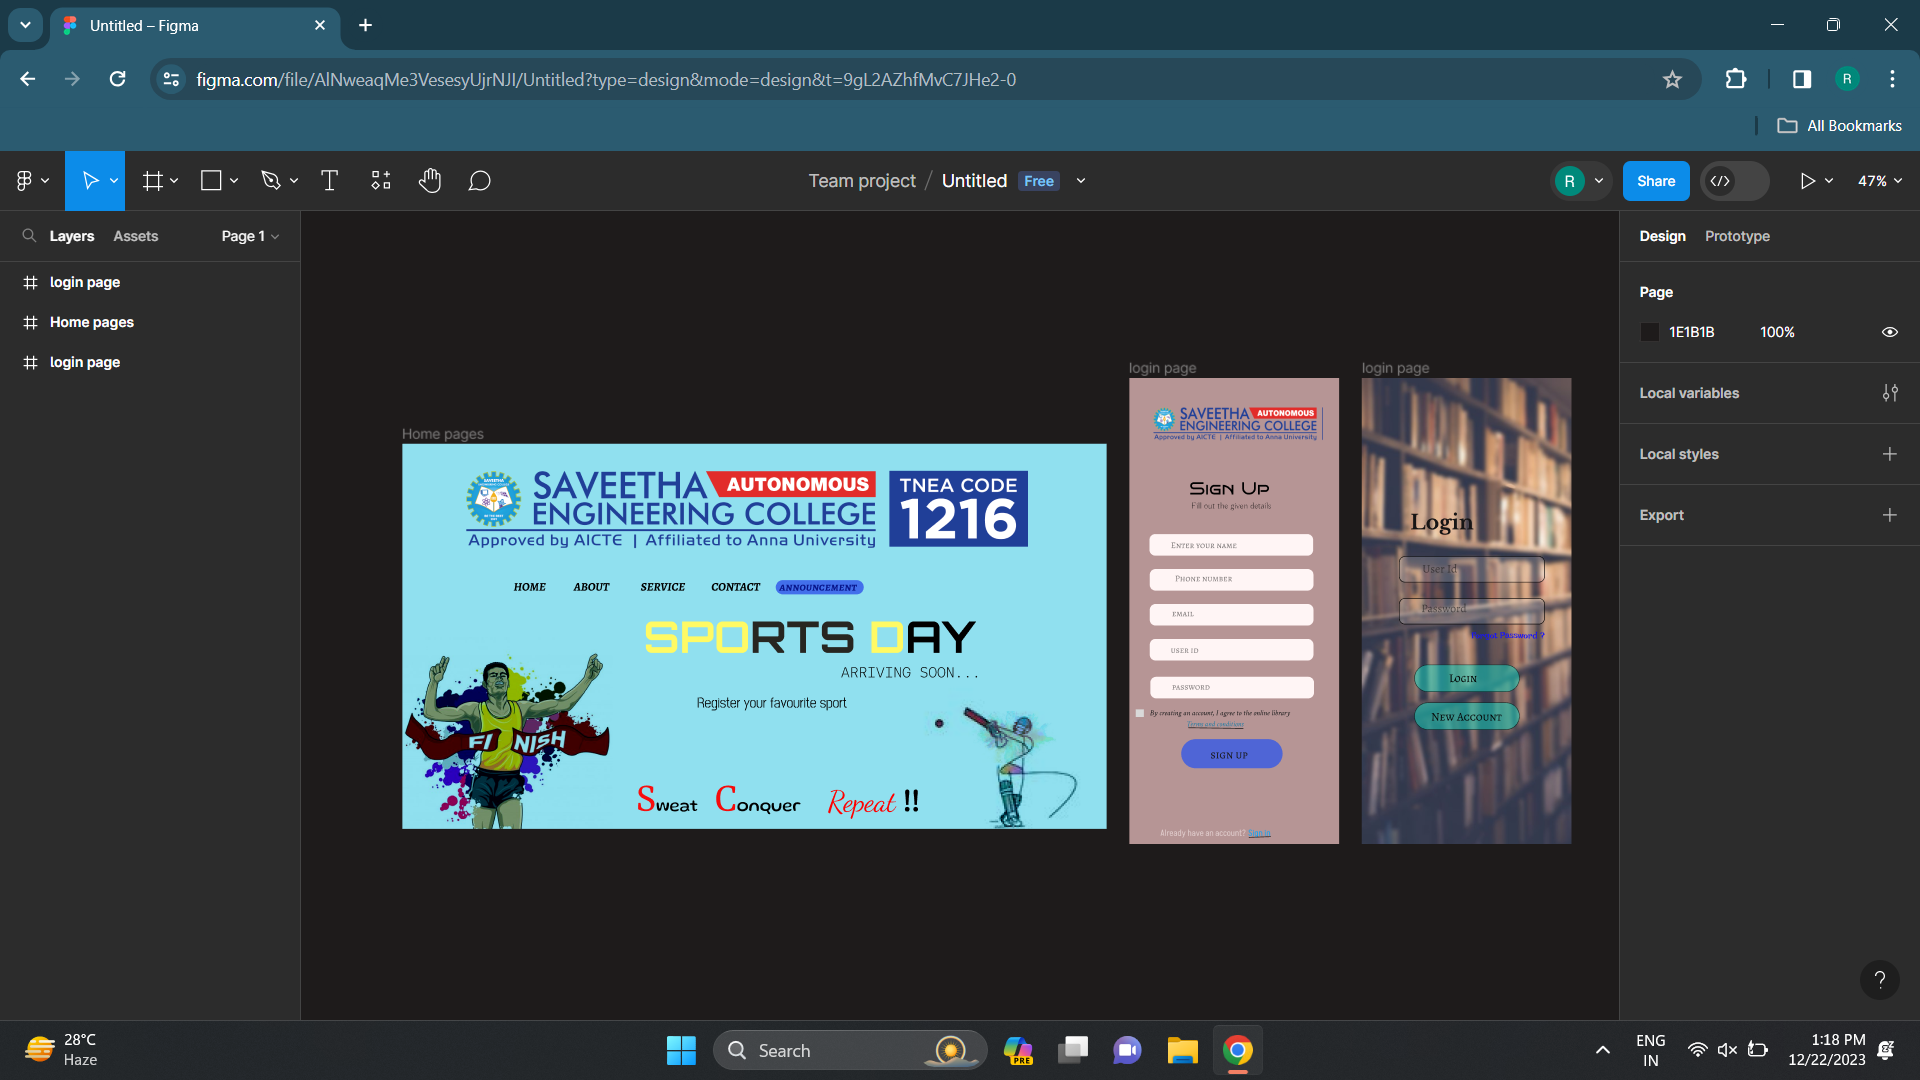 Untitled – Figma
figma.com/file/AlNweaqMe3VesesyUjrNJI/Untitled?type=design&mode=design&t=9gL2AZhfMvC7JHe2-0
R
All Bookmarks
Team project / Untitled Free
R
Share
47%
Layers Assets Page 1
login page
Home pages
login page
Design Prototype
Page
1E1B1B 100%
Local variables
Local styles
Export
Home pages
SAVEETHA AUTONOMOUS
ENGINEERING COLLEGE
Approved by AICTE | Affiliated to Anna University
TNEA CODE
1216
HOME ABOUT SERVICE CONTACT ANNOUNCEMENT
SPORTS DAY
ARRIVING SOON...
Register your favourite sport
FINISH
Sweat Conquer Repeat !!
login page
SAVEETHA AUTONOMOUS
ENGINEERING COLLEGE
Approved by AICTE | Affiliated to Anna University
Sign Up
Fill out the given details
Enter your name
Phone number
email
user id
password
By creating an account, I agree to the online library
Terms and conditions
sign up
Already have an account? Sign in
login page
Login
User Id
Password
Forgot Password ?
Login
New Account
?
28°C
Haze
Search
PRE
ENG
IN
1:18 PM
12/22/2023